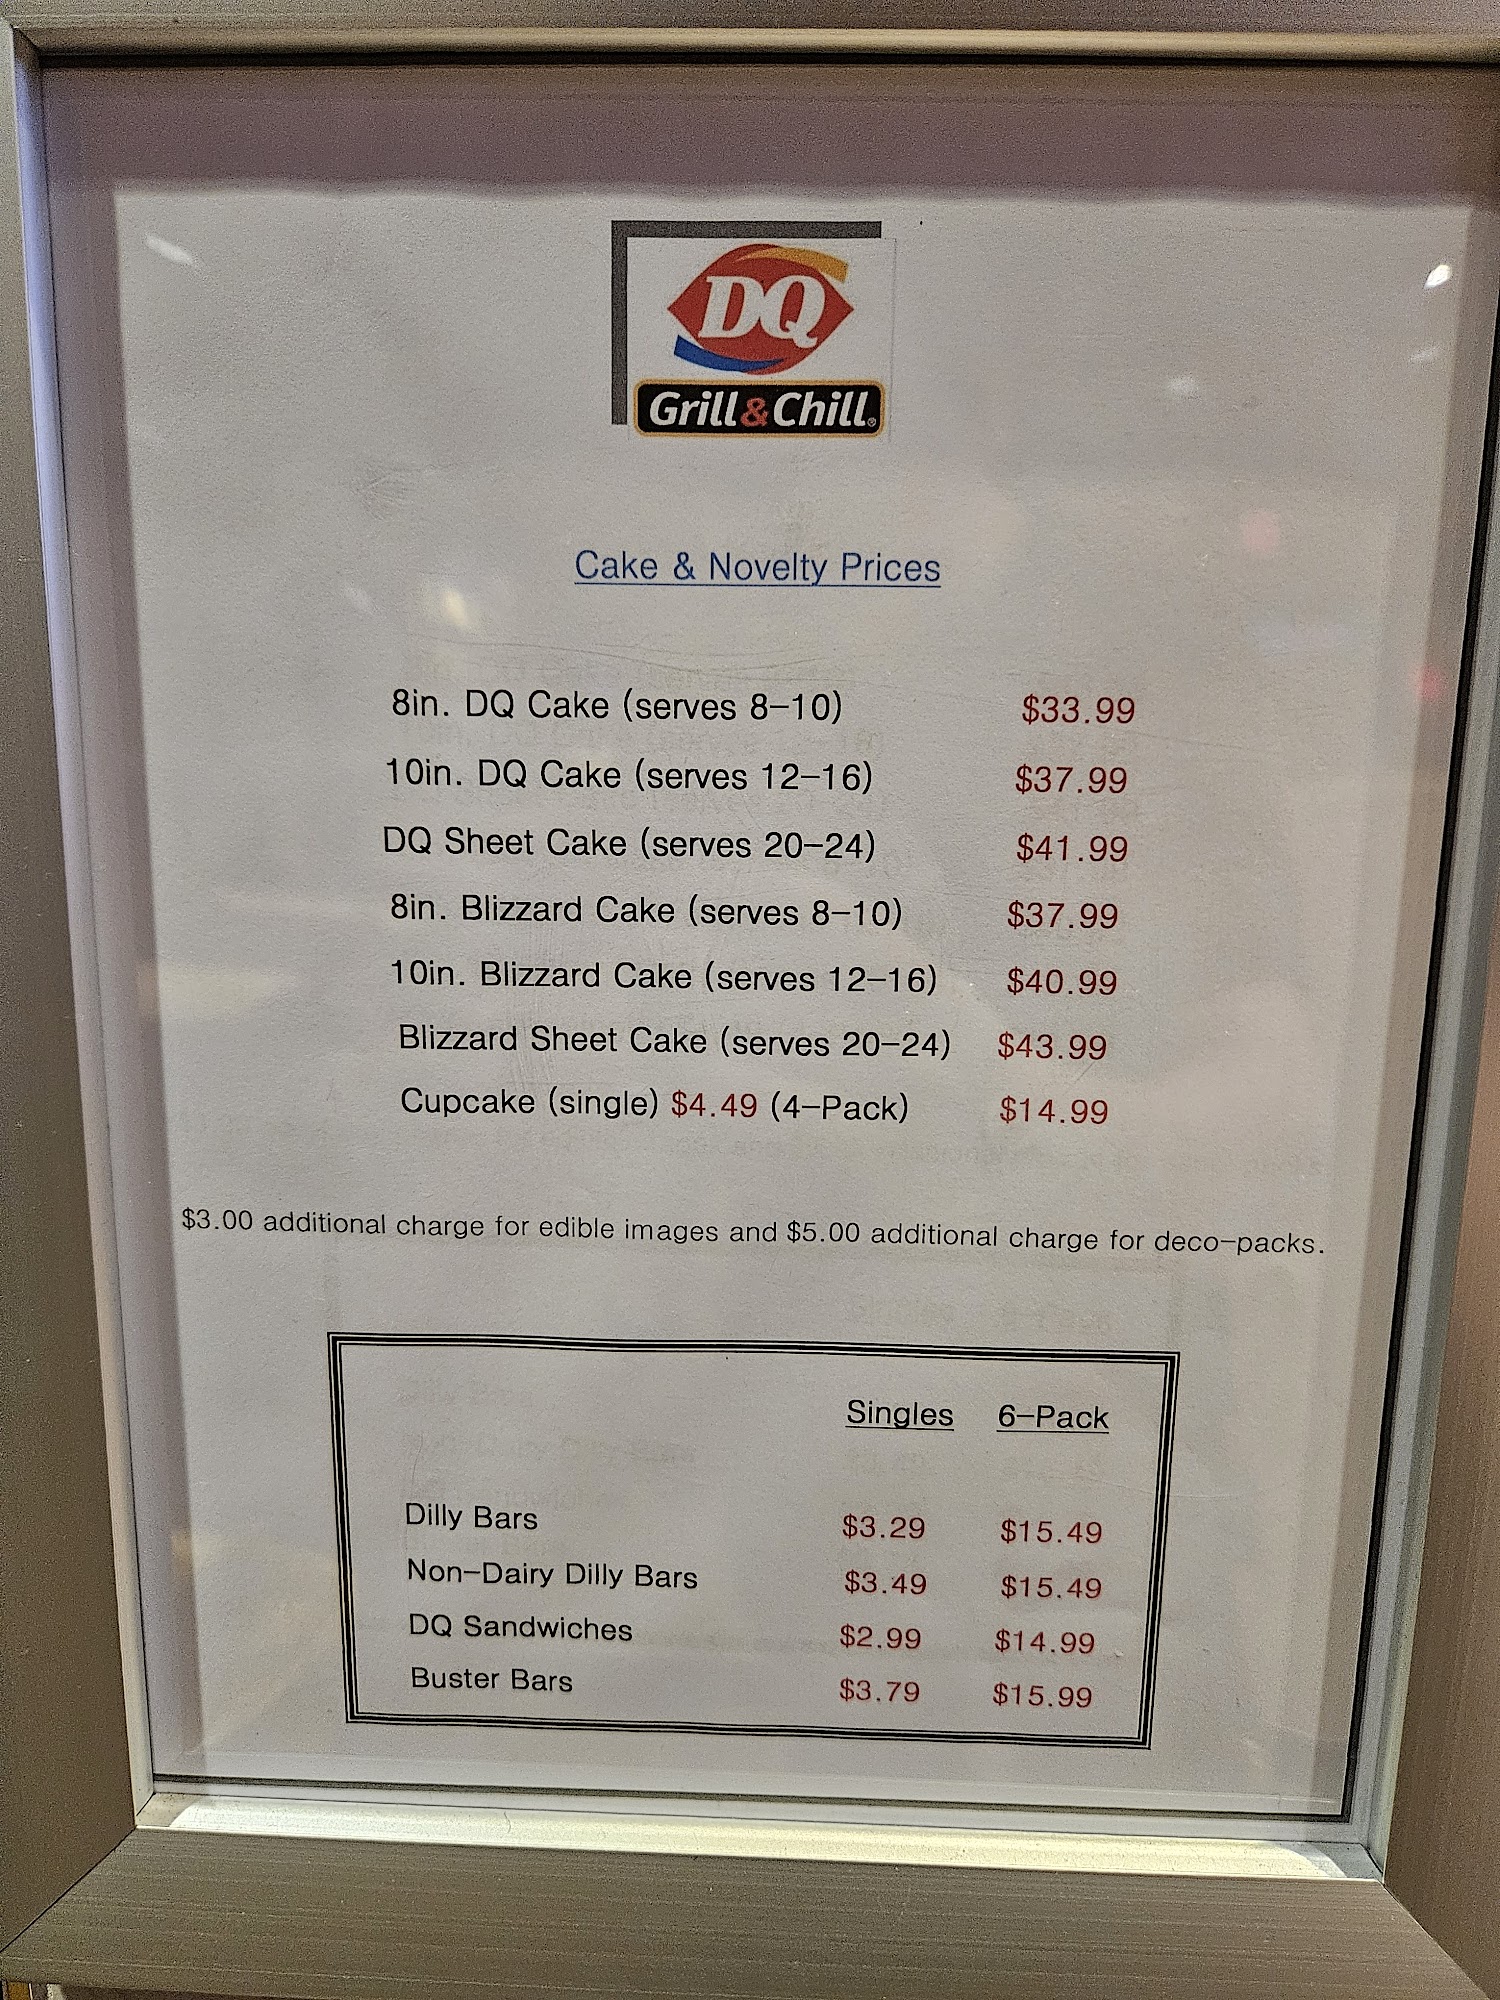 DQ
Grill & Chill®
Cake & Novelty Prices
8in. DQ Cake (serves 8-10) $33.99
10in. DQ Cake (serves 12-16) $37.99
DQ Sheet Cake (serves 20-24) $41.99
8in. Blizzard Cake (serves 8-10) $37.99
10in. Blizzard Cake (serves 12-16) $40.99
Blizzard Sheet Cake (serves 20-24) $43.99
Cupcake (single) $4.49 (4-Pack) $14.99
$3.00 additional charge for edible images and $5.00 additional charge for deco-packs.
Singles 6-Pack
Dilly Bars $3.29 $15.49
Non-Dairy Dilly Bars $3.49 $15.49
DQ Sandwiches $2.99 $14.99
Buster Bars $3.79 $15.99